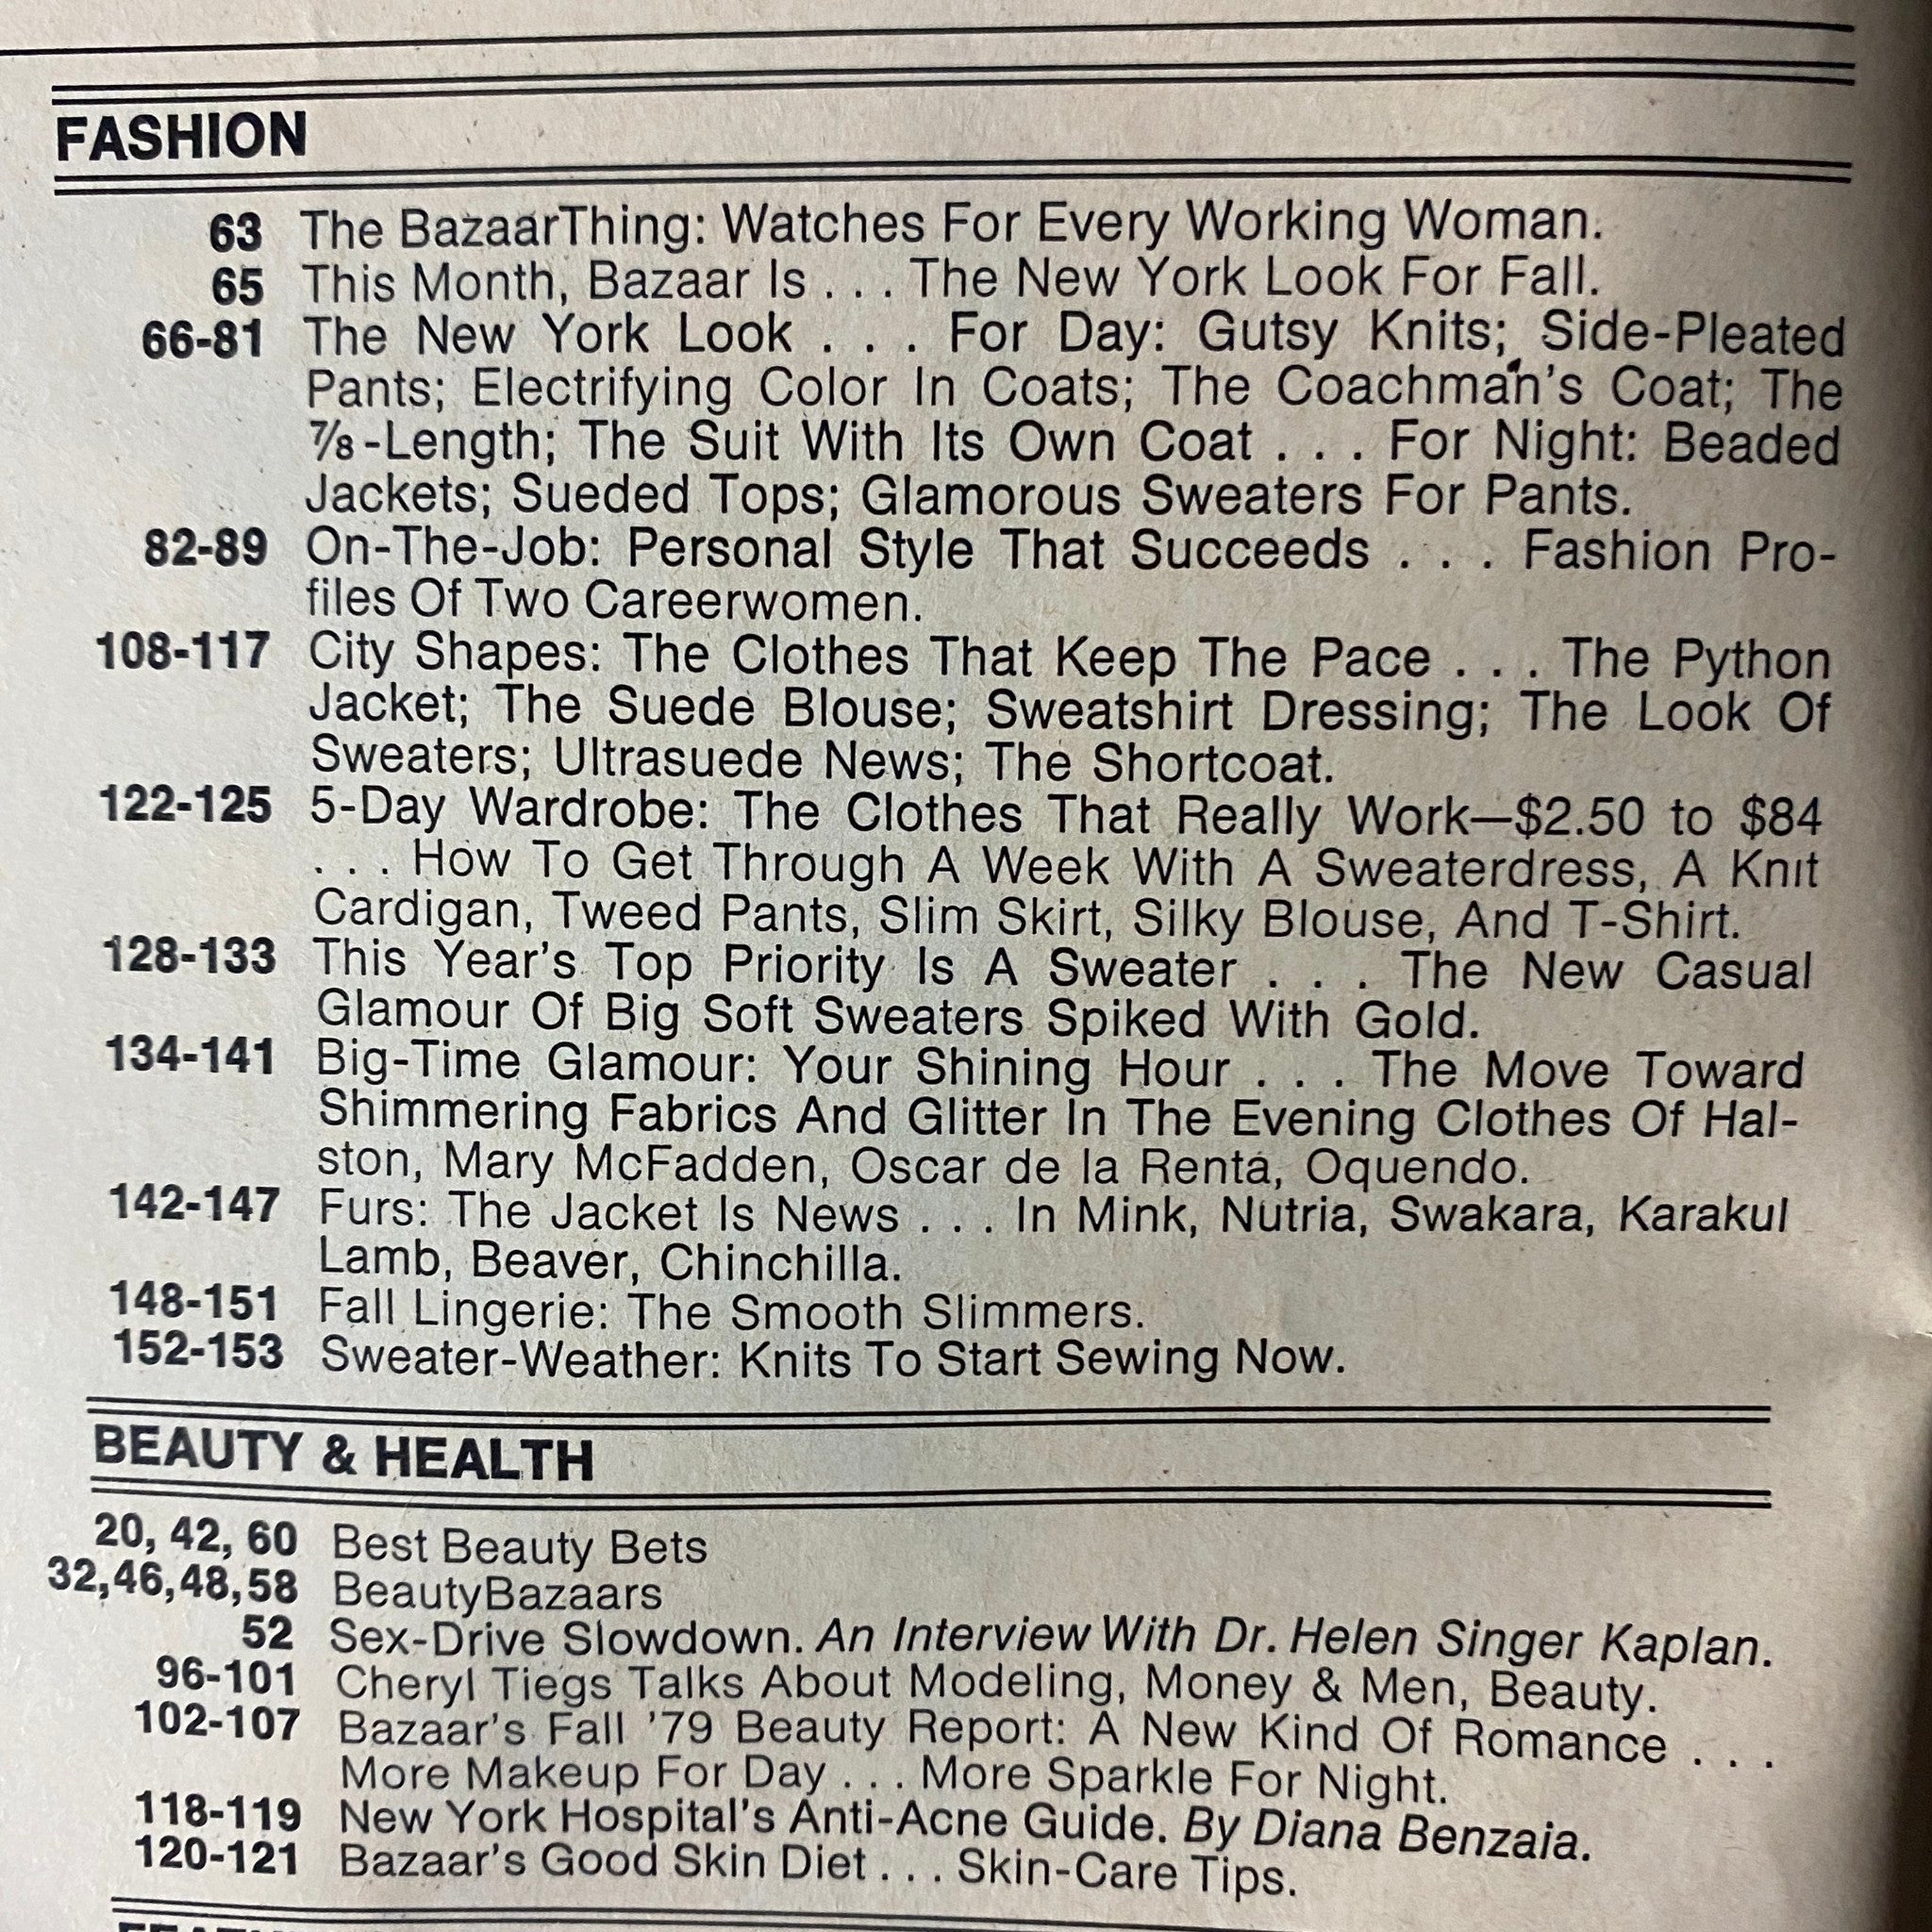 FASHION
63 The BazaarThing: Watches For Every Working Woman.
65 This Month, Bazaar Is . . . The New York Look For Fall.
66-81 The New York Look . . . For Day: Gutsy Knits; Side-Pleated
Pants; Electrifying Color In Coats; The Coachman's Coat; The
⅞-Length; The Suit With Its Own Coat . . . For Night: Beaded
Jackets; Sueded Tops; Glamorous Sweaters For Pants.
82-89 On-The-Job: Personal Style That Succeeds . . . Fashion Pro-
files Of Two Careerwomen.
108-117 City Shapes: The Clothes That Keep The Pace . . . The Python
Jacket; The Suede Blouse; Sweatshirt Dressing; The Look Of
Sweaters; Ultrasuede News; The Shortcoat.
122-125 5-Day Wardrobe: The Clothes That Really Work—$2.50 to $84
. . . How To Get Through A Week With A Sweaterdress, A Knit
Cardigan, Tweed Pants, Slim Skirt, Silky Blouse, And T-Shirt.
128-133 This Year's Top Priority Is A Sweater . . . The New Casual
Glamour Of Big Soft Sweaters Spiked With Gold.
134-141 Big-Time Glamour: Your Shining Hour . . . The Move Toward
Shimmering Fabrics And Glitter In The Evening Clothes Of Hal-
ston, Mary McFadden, Oscar de la Renta, Oquendo.
142-147 Furs: The Jacket Is News . . . In Mink, Nutria, Swakara, Karakul
Lamb, Beaver, Chinchilla.
148-151 Fall Lingerie: The Smooth Slimmers.
152-153 Sweater-Weather: Knits To Start Sewing Now.
BEAUTY & HEALTH
20, 42, 60 Best Beauty Bets
32,46,48,58 BeautyBazaars
52 Sex-Drive Slowdown. An Interview With Dr. Helen Singer Kaplan.
96-101 Cheryl Tiegs Talks About Modeling, Money & Men, Beauty.
102-107 Bazaar's Fall '79 Beauty Report: A New Kind Of Romance . . .
More Makeup For Day . . . More Sparkle For Night.
118-119 New York Hospital's Anti-Acne Guide. By Diana Benzaia.
120-121 Bazaar's Good Skin Diet . . . Skin-Care Tips.